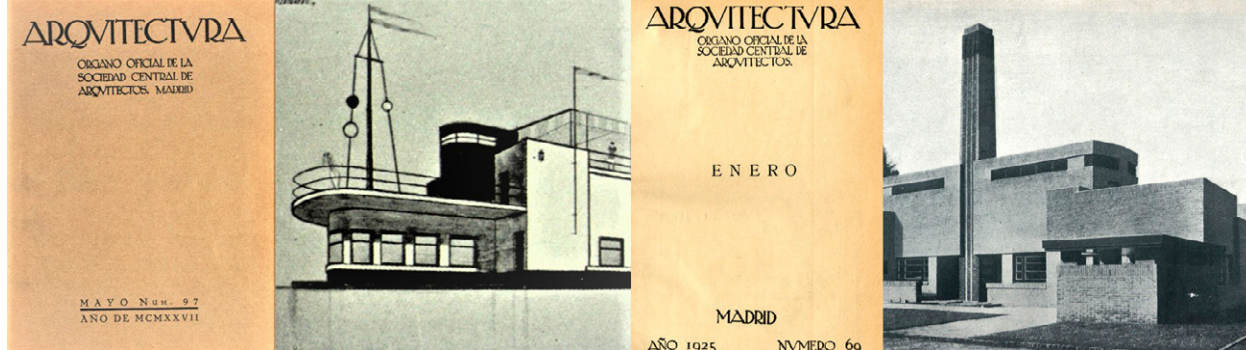 ARQVITECTVRA
ORGANO OFICIAL DE LA
SOCIEDAD CENTRAL DE
ARQVITECTOS. MADRID
MAYO NUM. 97
AÑO DE MCMXXVII
ARQVITECTVRA
ORGANO OFICIAL DE LA
SOCIEDAD CENTRAL DE
ARQVITECTOS.
ENERO
MADRID
AÑO 1925 NVMERO 69